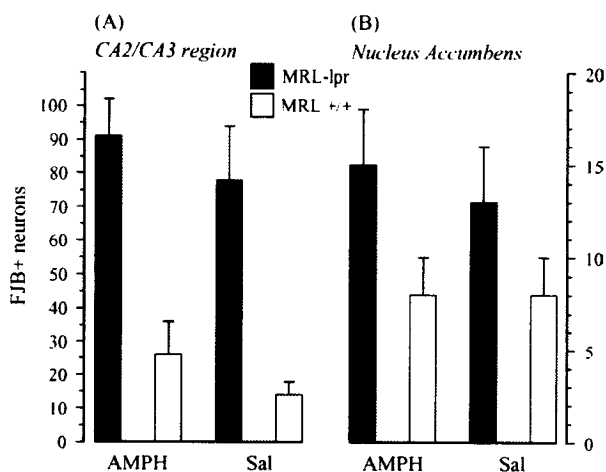 (A)
CA2/CA3 region
(B)
Nucleus Accumbens
MRL-lpr
MRL +/+
FJB+ neurons
100
90
80
70
60
50
40
30
20
10
0
20
15
10
5
0
AMPH
Sal
AMPH
Sal